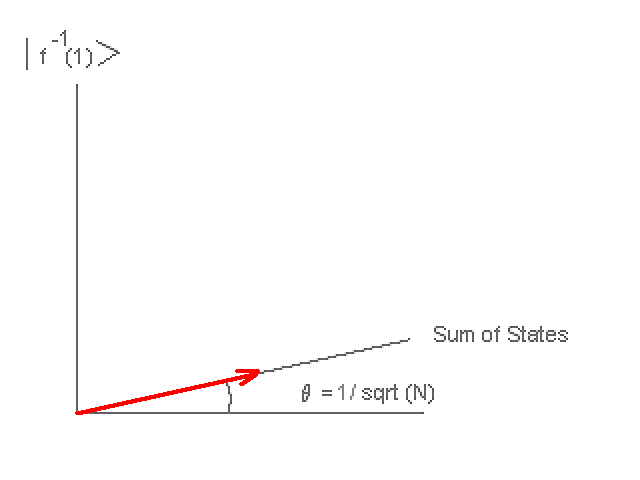 | f⁻¹(1) >
Sum of States
θ = 1/ sqrt (N)